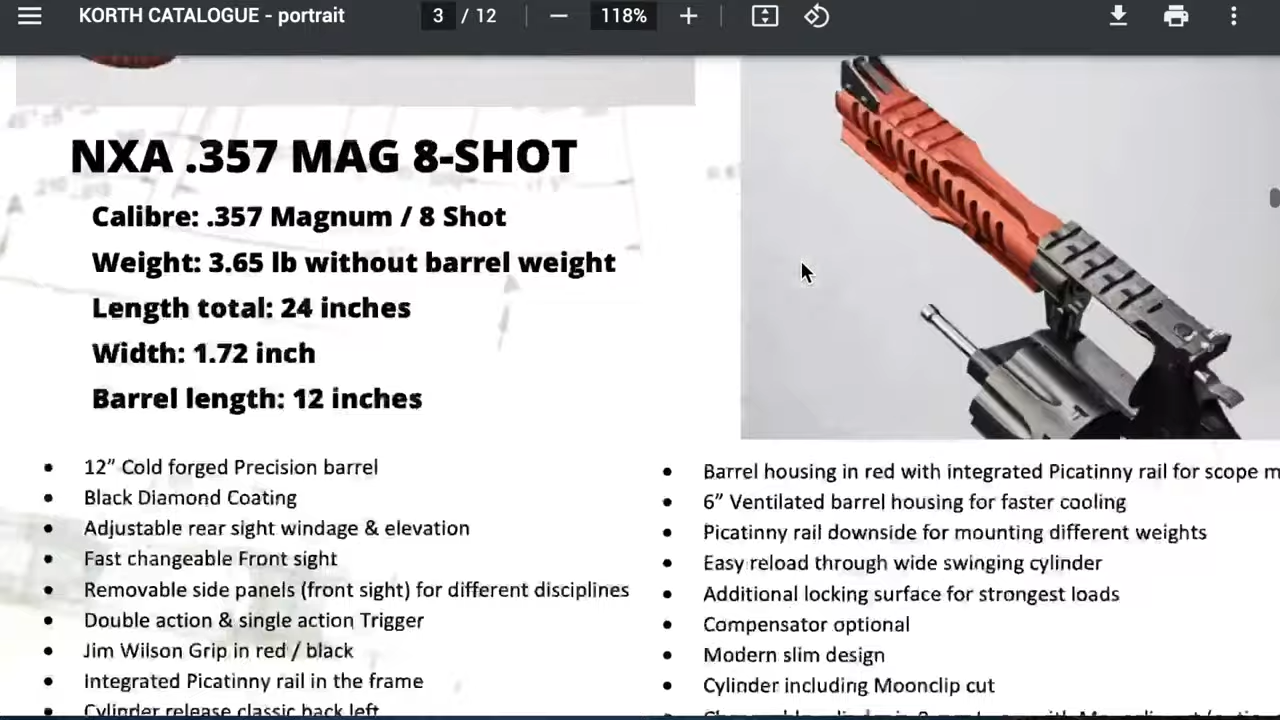 KORTH CATALOGUE - portrait
3 / 12
118%
NXA .357 MAG 8-SHOT
Calibre: .357 Magnum / 8 Shot
Weight: 3.65 lb without barrel weight
Length total: 24 inches
Width: 1.72 inch
Barrel length: 12 inches
• 12” Cold forged Precision barrel
• Black Diamond Coating
• Adjustable rear sight windage & elevation
• Fast changeable Front sight
• Removable side panels (front sight) for different disciplines
• Double action & single action Trigger
• Jim Wilson Grip in red / black
• Integrated Picatinny rail in the frame
• Cylinder release classic back left
• Barrel housing in red with integrated Picatinny rail for scope m
• 6” Ventilated barrel housing for faster cooling
• Picatinny rail downside for mounting different weights
• Easy reload through wide swinging cylinder
• Additional locking surface for strongest loads
• Compensator optional
• Modern slim design
• Cylinder including Moonclip cut